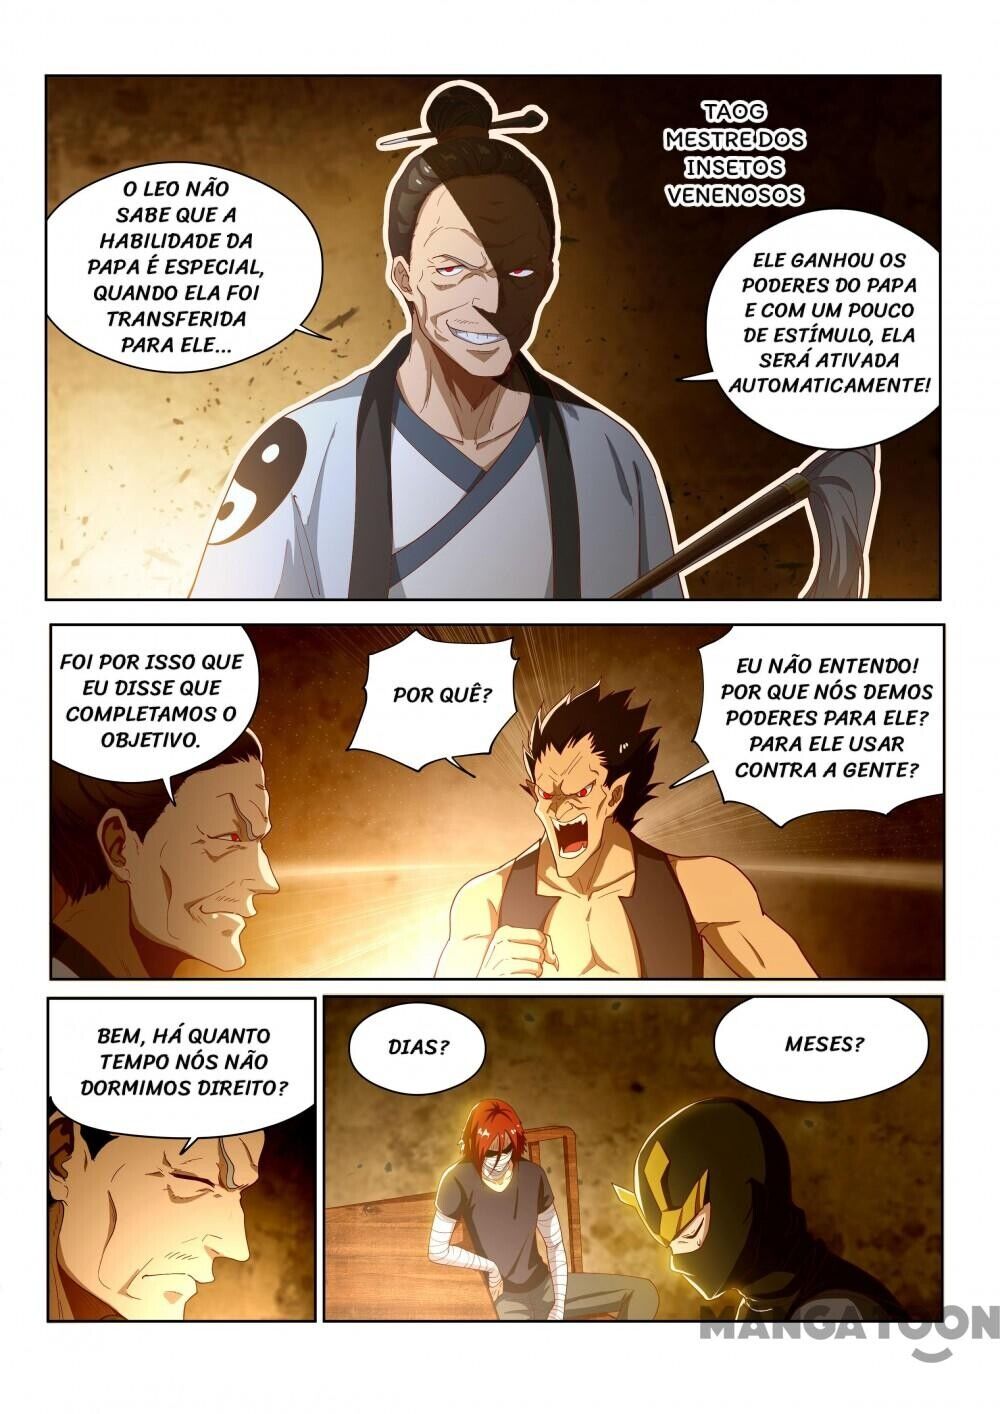 TAOG
MESTRE DOS
INSETOS
VENENOSOS
O LEO NÃO
SABE QUE A
HABILIDADE DA
PAPA É ESPECIAL,
QUANDO ELA FOI
TRANSFERIDA
PARA ELE...
ELE GANHOU OS
PODERES DO PAPA
E COM UM POUCO
DE ESTÍMULO, ELA
SERÁ ATIVADA
AUTOMATICAMENTE!
FOI POR ISSO QUE
EU DISSE QUE
COMPLETAMOS O
OBJETIVO.
POR QUÊ?
EU NÃO ENTENDO!
POR QUE NÓS DEMOS
PODERES PARA ELE?
PARA ELE USAR
CONTRA A GENTE?
BEM, HÁ QUANTO
TEMPO NÓS NÃO
DORMIMOS DIREITO?
DIAS?
MESES?
MANGATOON